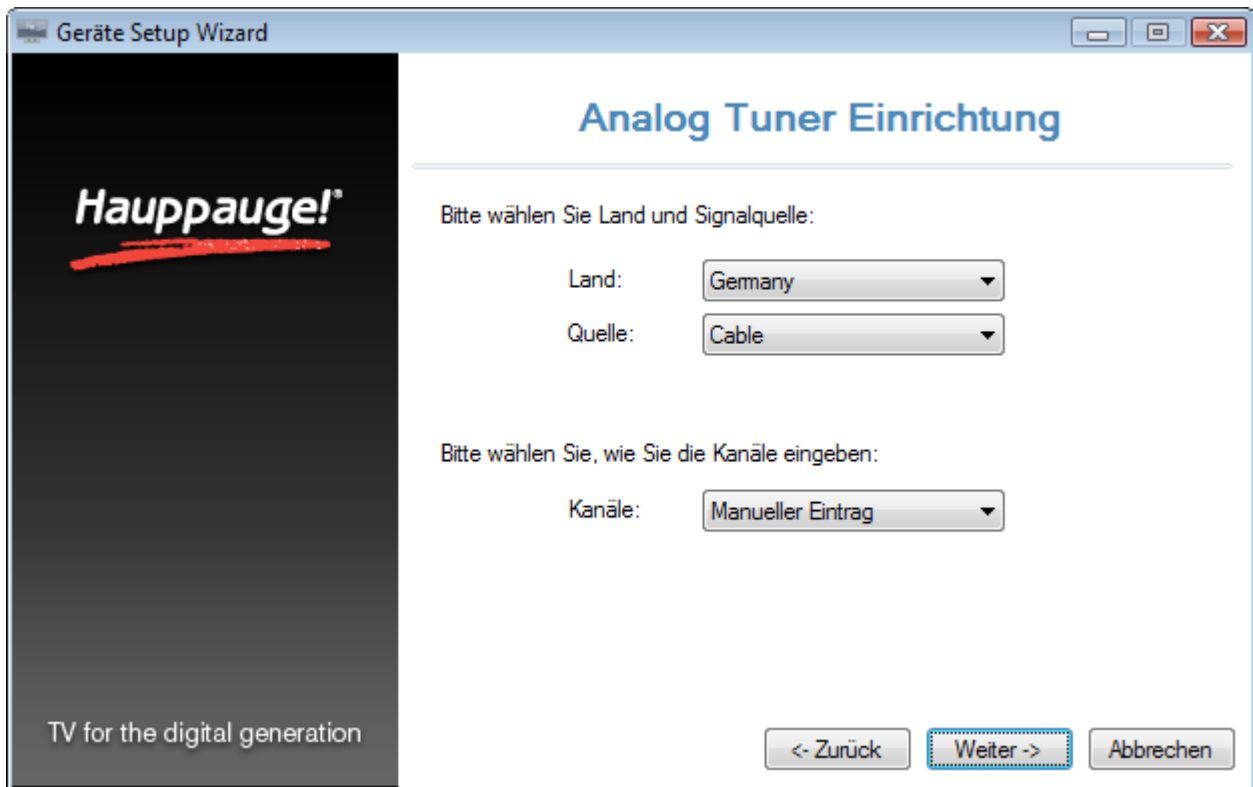 Geräte Setup Wizard
Hauppauge!®
TV for the digital generation
Analog Tuner Einrichtung
Bitte wählen Sie Land und Signalquelle:
Land: Germany
Quelle: Cable
Bitte wählen Sie, wie Sie die Kanäle eingeben:
Kanäle: Manueller Eintrag
<- Zurück Weiter -> Abbrechen